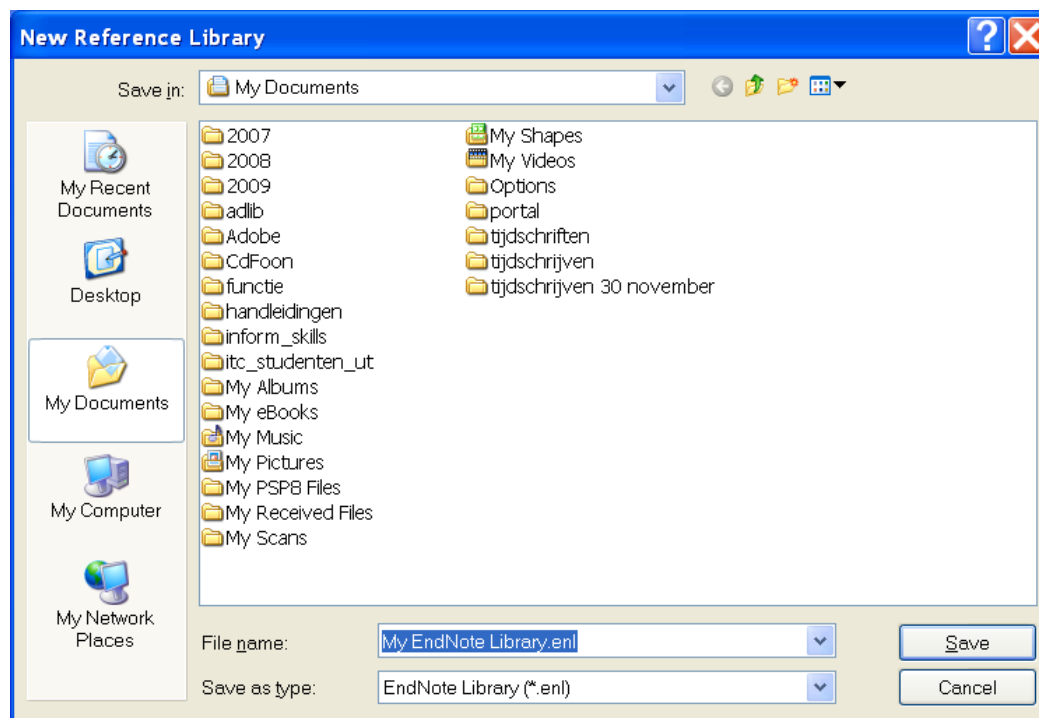 New Reference Library
Save in:
My Documents
My Recent
Documents
Desktop
My Documents
My Computer
My Network
Places
2007
2008
2009
adlib
Adobe
CdFoon
functie
handleidingen
inform_skills
itc_studenten_ut
My Albums
My eBooks
My Music
My Pictures
My PSP8 Files
My Received Files
My Scans
My Shapes
My Videos
Options
portal
tijdschriften
tijdschrijven
tijdschrijven 30 november
File name:
My EndNote Library.enl
Save
Save as type:
EndNote Library (*.enl)
Cancel